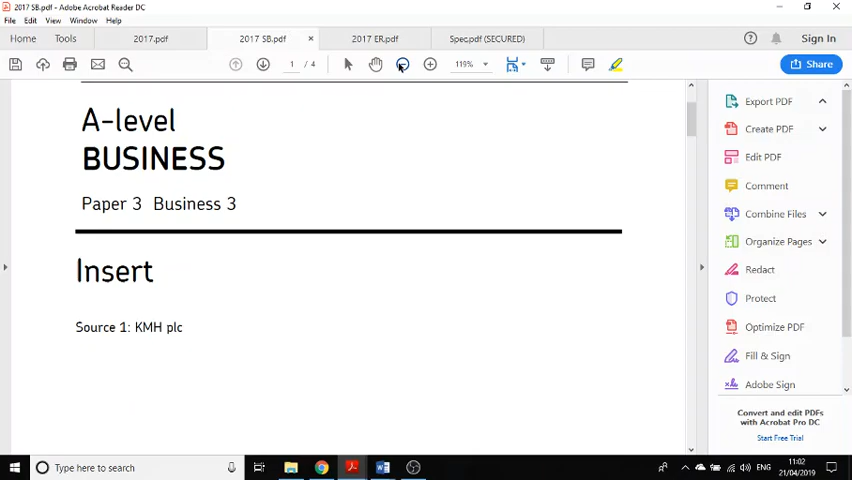 2017 SB.pdf - Adobe Acrobat Reader DC
File Edit View Window Help
Home Tools 2017.pdf 2017 SB.pdf × 2017 ER.pdf Spec.pdf (SECURED) Sign In
1 / 4 119% Share
A-level
BUSINESS
Paper 3 Business 3
Insert
Source 1: KMH plc
Export PDF
Create PDF
Edit PDF
Comment
Combine Files
Organize Pages
Redact
Protect
Optimize PDF
Fill & Sign
Adobe Sign
Convert and edit PDFs
with Acrobat Pro DC
Start Free Trial
Type here to search
ENG
11:02
21/04/2019